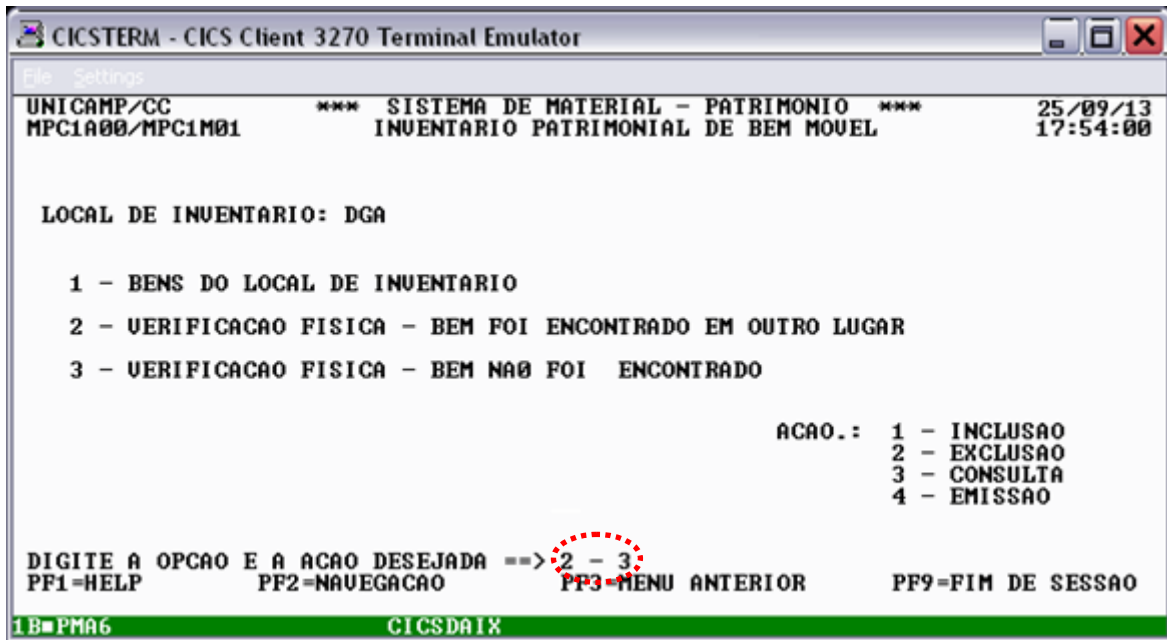 CICSTERM - CICS Client 3270 Terminal Emulator
File Settings
UNICAMP/CC *** SISTEMA DE MATERIAL - PATRIMONIO *** 25/09/13
MPC1A00/MPC1M01 INVENTARIO PATRIMONIAL DE BEM MOVEL 17:54:00
LOCAL DE INVENTARIO: DGA
1 - BENS DO LOCAL DE INVENTARIO
2 - VERIFICACAO FISICA - BEM FOI ENCONTRADO EM OUTRO LUGAR
3 - VERIFICACAO FISICA - BEM NA0 FOI ENCONTRADO
ACAO.: 1 - INCLUSAO
2 - EXCLUSAO
3 - CONSULTA
4 - EMISSAO
DIGITE A OPCAO E A ACAO DESEJADA ==> 2 - 3
PF1=HELP PF2=NAVEGACAO PF3=MENU ANTERIOR PF9=FIM DE SESSAO
1B■PMA6 CICSDAIX